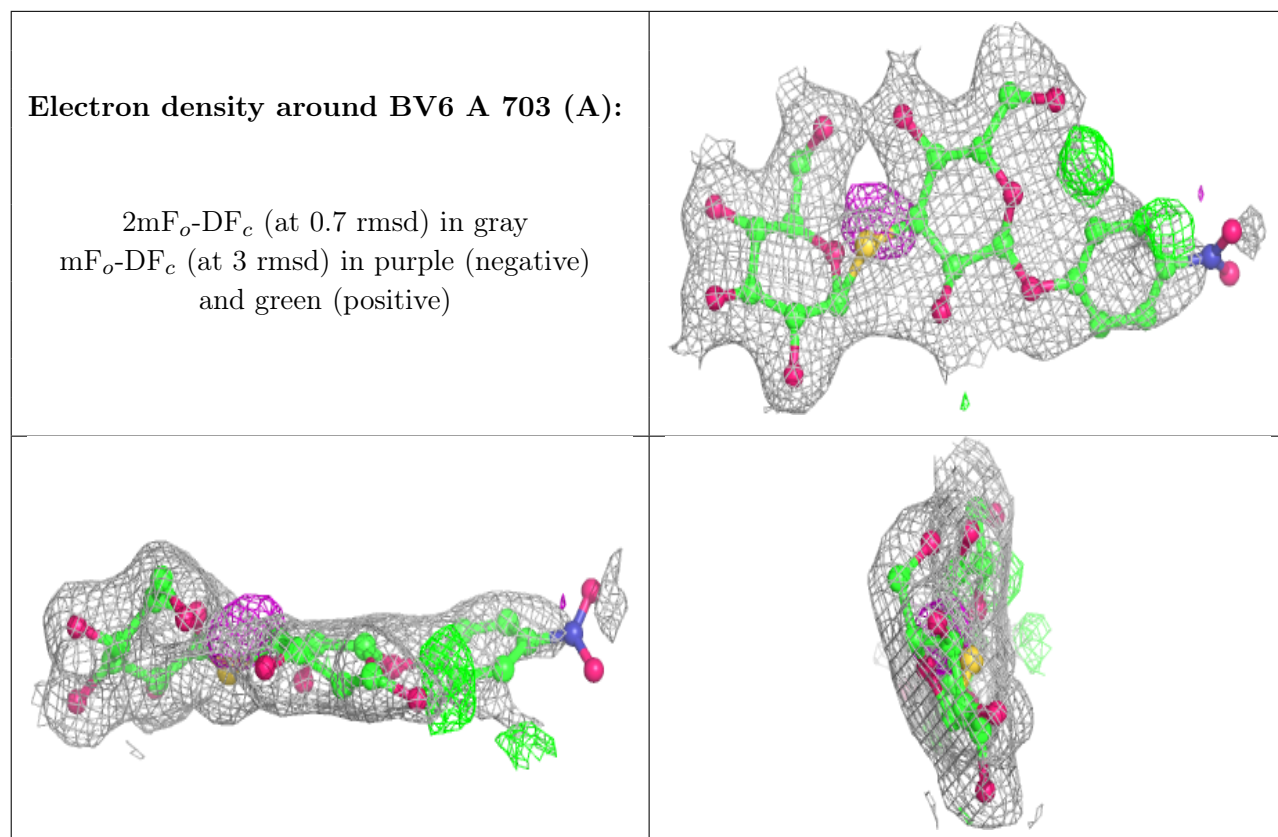 Electron density around BV6 A 703 (A):
2mFo-DFc (at 0.7 rmsd) in gray
mFo-DFc (at 3 rmsd) in purple (negative)
and green (positive)